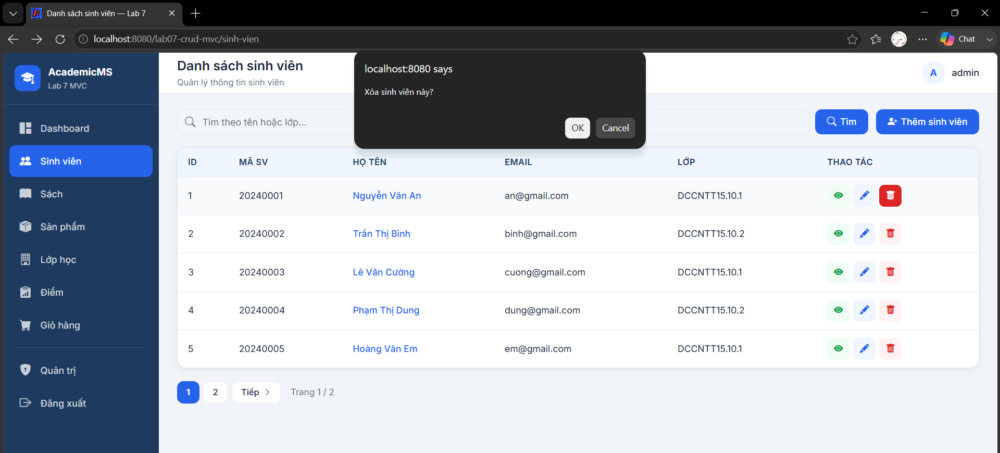 Danh sách sinh viên — Lab 7
localhost:8080/lab07-crud-mvc/sinh-vien
Chat
AcademicMS
Lab 7 MVC
Dashboard
Sinh viên
Sách
Sản phẩm
Lớp học
Điểm
Giỏ hàng
Quản trị
Đăng xuất
Danh sách sinh viên
Quản lý thông tin sinh viên
A admin
localhost:8080 says
Xóa sinh viên này?
OK Cancel
Tìm theo tên hoặc lớp...
Tìm
Thêm sinh viên
ID MÃ SV HỌ TÊN EMAIL LỚP THAO TÁC
1 20240001 Nguyễn Văn An an@gmail.com DCCNTT15.10.1
2 20240002 Trần Thị Bình binh@gmail.com DCCNTT15.10.2
3 20240003 Lê Văn Cường cuong@gmail.com DCCNTT15.10.1
4 20240004 Phạm Thị Dung dung@gmail.com DCCNTT15.10.2
5 20240005 Hoàng Văn Em em@gmail.com DCCNTT15.10.1
1 2 Tiếp Trang 1 / 2